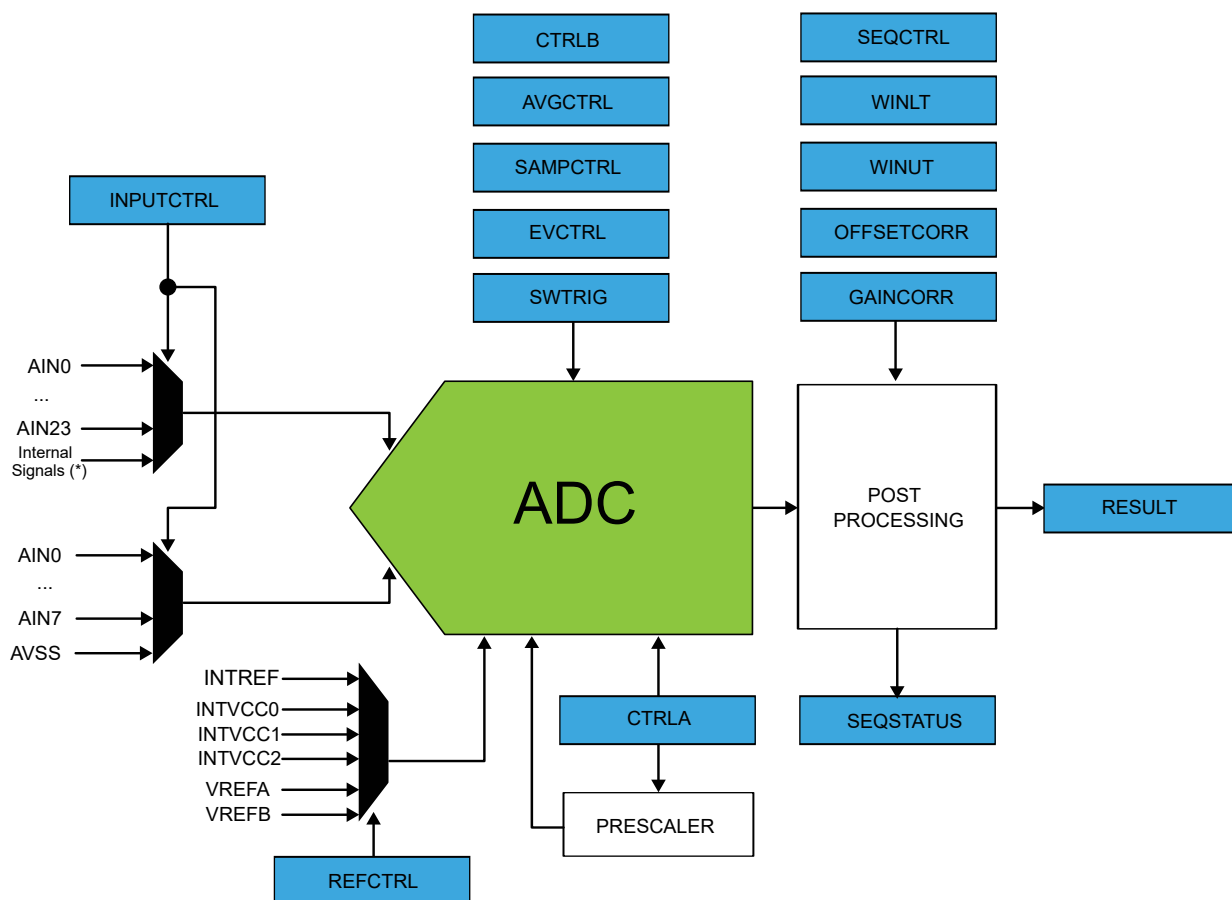 CTRLB
SEQCTRL
AVGCTRL
WINLT
SAMPCTRL
WINUT
INPUTCTRL
EVCTRL
OFFSETCORR
SWTRIG
GAINCORR
AIN0
...
AIN23
Internal
Signals (*)
ADC
POST
PROCESSING
RESULT
AIN0
...
AIN7
AVSS
INTREF
INTVCC0
INTVCC1
INTVCC2
VREFA
VREFB
CTRLA
SEQSTATUS
PRESCALER
REFCTRL